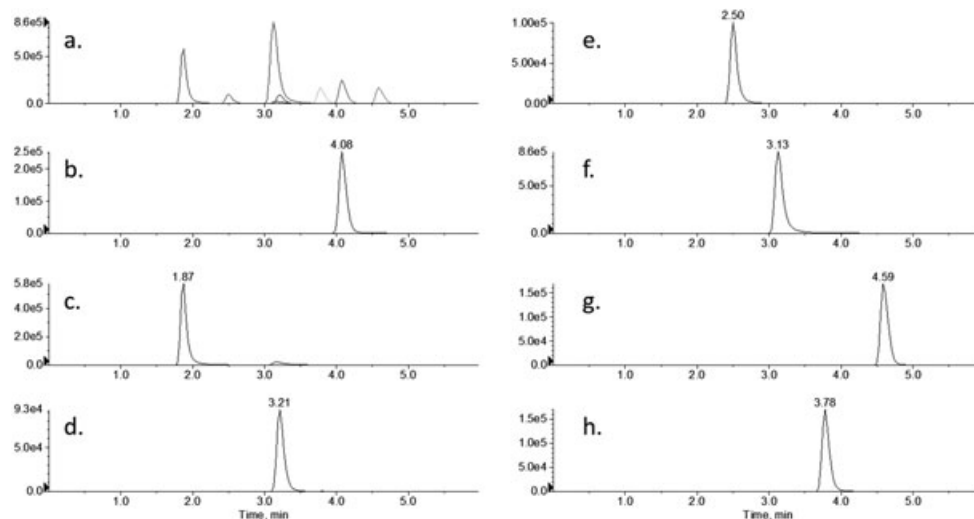 8.6e5
a.
5.0e5
0.0
1.0 2.0 3.0 4.0 5.0
4.08
2.5e5
b.
2.0e5
1.0e5
0.0
1.0 2.0 3.0 4.0 5.0
1.87
5.8e5
c.
4.0e5
2.0e5
0.0
1.0 2.0 3.0 4.0 5.0
3.21
9.3e4
d.
5.0e4
0.0
1.0 2.0 3.0 4.0 5.0
Time, min
2.50
1.00e5
e.
5.00e4
0.00
1.0 2.0 3.0 4.0 5.0
3.13
8.6e5
f.
5.0e5
0.0
1.0 2.0 3.0 4.0 5.0
4.59
1.5e5
g.
1.0e5
5.0e4
0.0
1.0 2.0 3.0 4.0 5.0
3.78
1.5e5
h.
1.0e5
5.0e4
0.0
1.0 2.0 3.0 4.0 5.0
Time, min